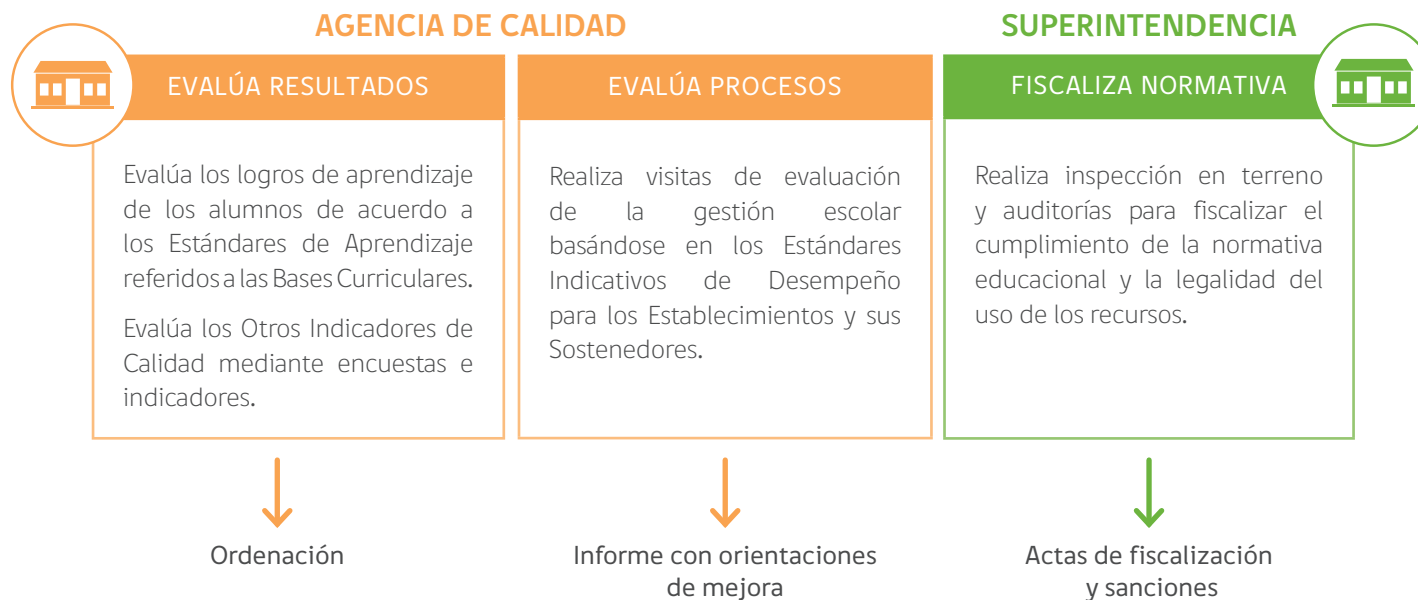 AGENCIA DE CALIDAD
SUPERINTENDENCIA
EVALÚA RESULTADOS
Evalúa los logros de aprendizaje
de los alumnos de acuerdo a
los Estándares de Aprendizaje
referidos a las Bases Curriculares.
Evalúa los Otros Indicadores de
Calidad mediante encuestas e
indicadores.
Ordenación
EVALÚA PROCESOS
Realiza visitas de evaluación
de la gestión escolar
basándose en los Estándares
Indicativos de Desempeño
para los Establecimientos y sus
Sostenedores.
Informe con orientaciones
de mejora
FISCALIZA NORMATIVA
Realiza inspección en terreno
y auditorías para fiscalizar el
cumplimiento de la normativa
educacional y la legalidad del
uso de los recursos.
Actas de fiscalización
y sanciones